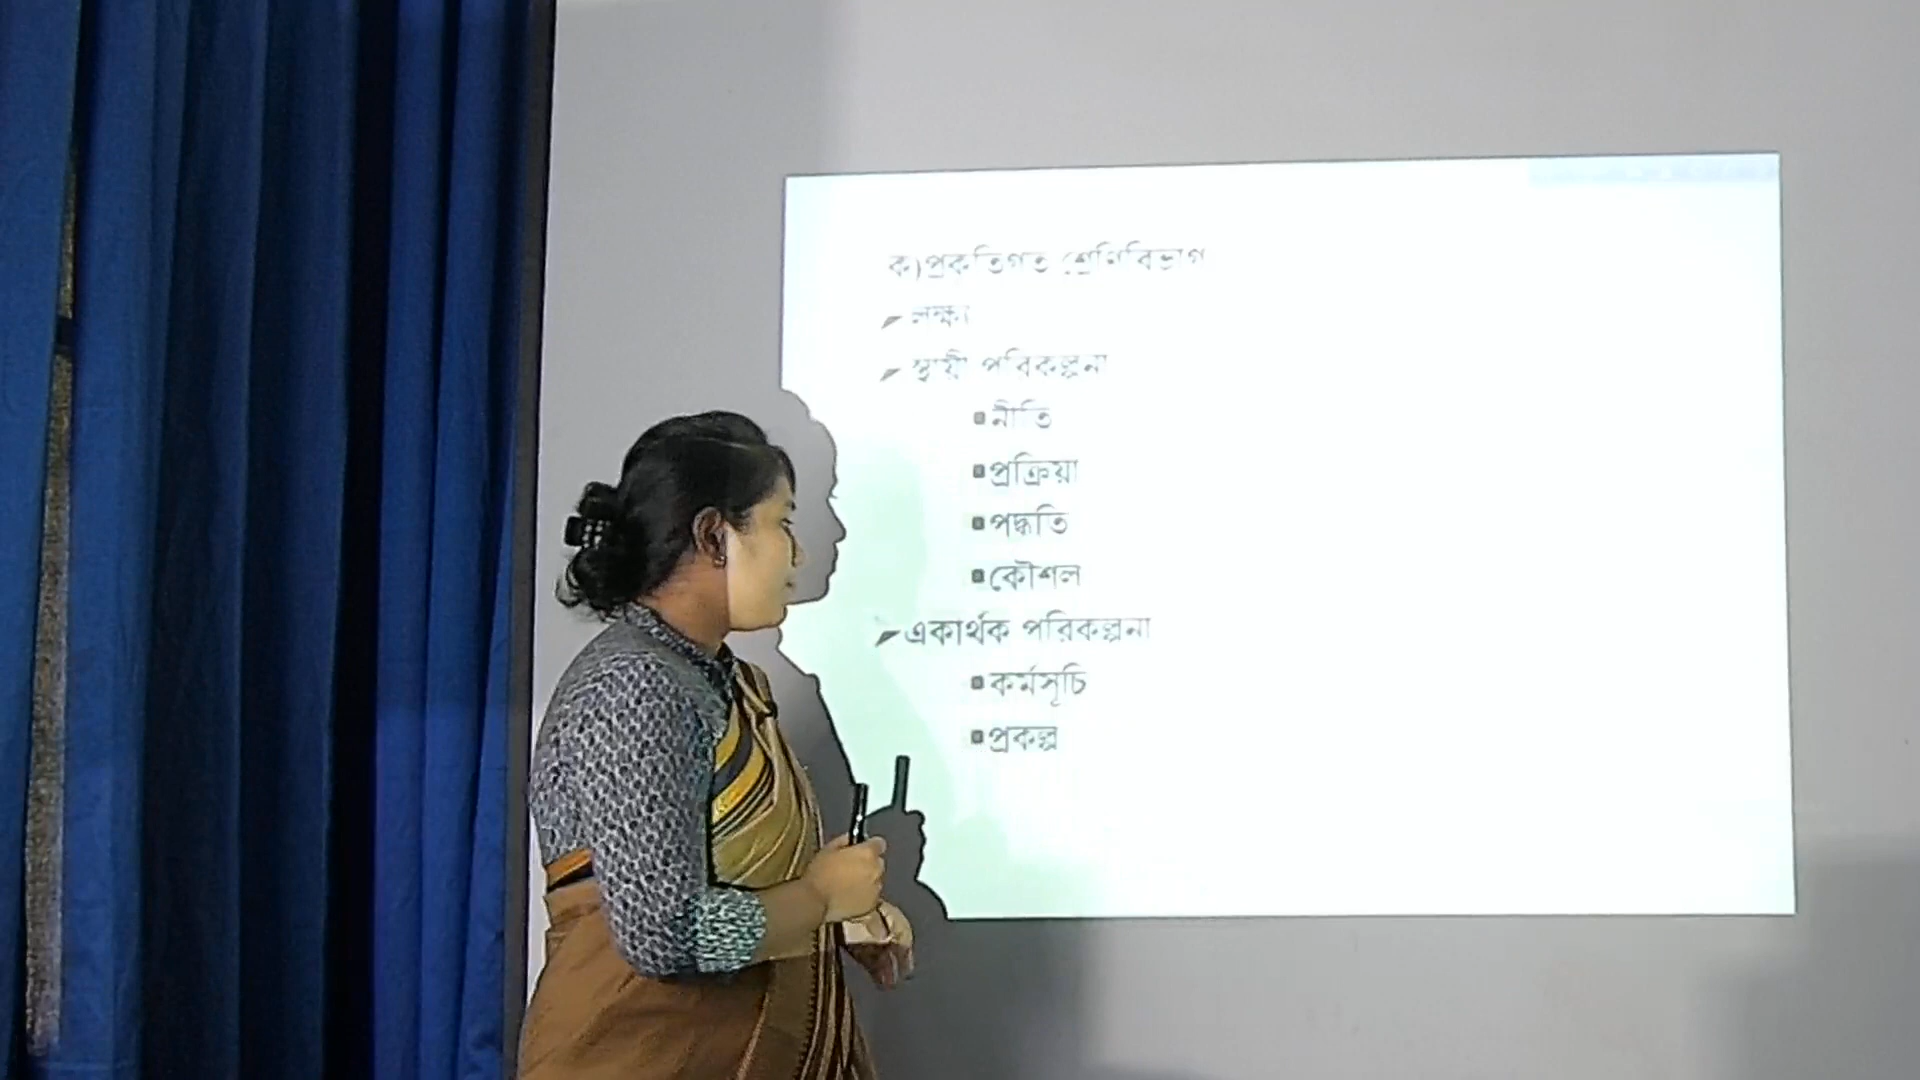 ক)প্রকৃতিগত শ্রেণিবিভাগ
➢ লক্ষ্য
➢ স্থায়ী পরিকল্পনা
▪নীতি
▪প্রক্রিয়া
▪পদ্ধতি
▪কৌশল
➢একার্থক পরিকল্পনা
▪কর্মসূচি
▪প্রকল্প